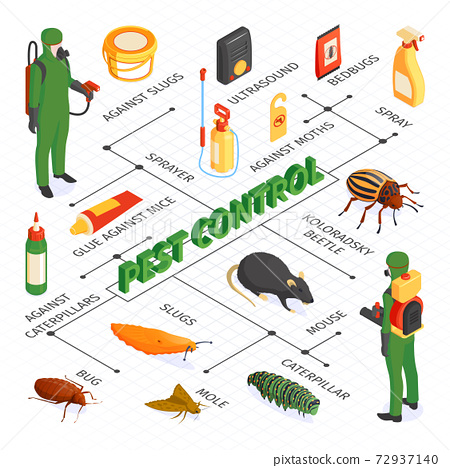 AGAINST SLUGS
ULTRASOUND
BEDBUGS
SPRAY
SPRAYER
AGAINST MOTHS
GLUE AGAINST MICE
PEST CONTROL
KOLORADSKY
BEETLE
AGAINST
CATERPILLARS
SLUGS
MOUSE
BUG
MOLE
CATERPILLAR
72937140